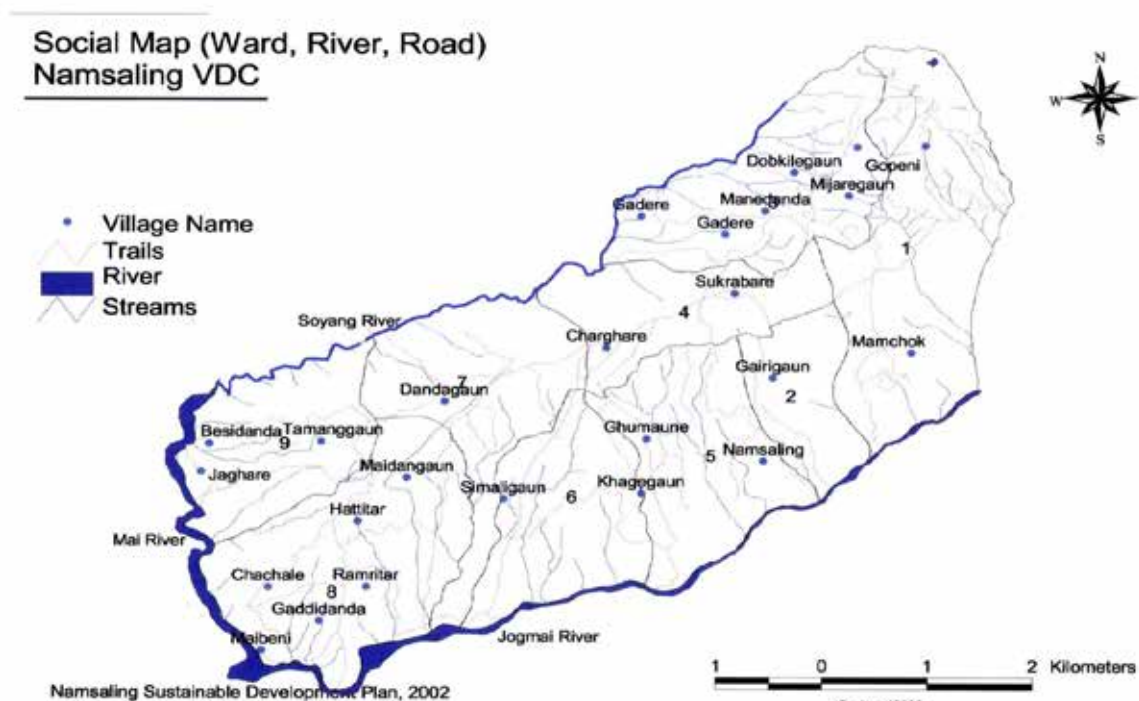 Social Map (Ward, River, Road)
Namsaling VDC
N
W
S
Village Name
Trails
River
Streams
Dobkilegaun
Gopeni
Mijaregaun
Manedanda
3
Gadere
Gadere
1
Sukrabare
4
Soyang River
Charghare
Mamchok
Gairigaun
2
7
Dandagaun
Besidanda
Tamanggaun
9
Ghumaune
5
Namsaling
Jaghare
Maidangaun
Simaligaun
6
Khagegaun
Hattitar
Mai River
Chachale
Ramritar
8
Gaddidanda
Maibeni
Jogmai River
1 0 1 2 Kilometers
Namsaling Sustainable Development Plan, 2002